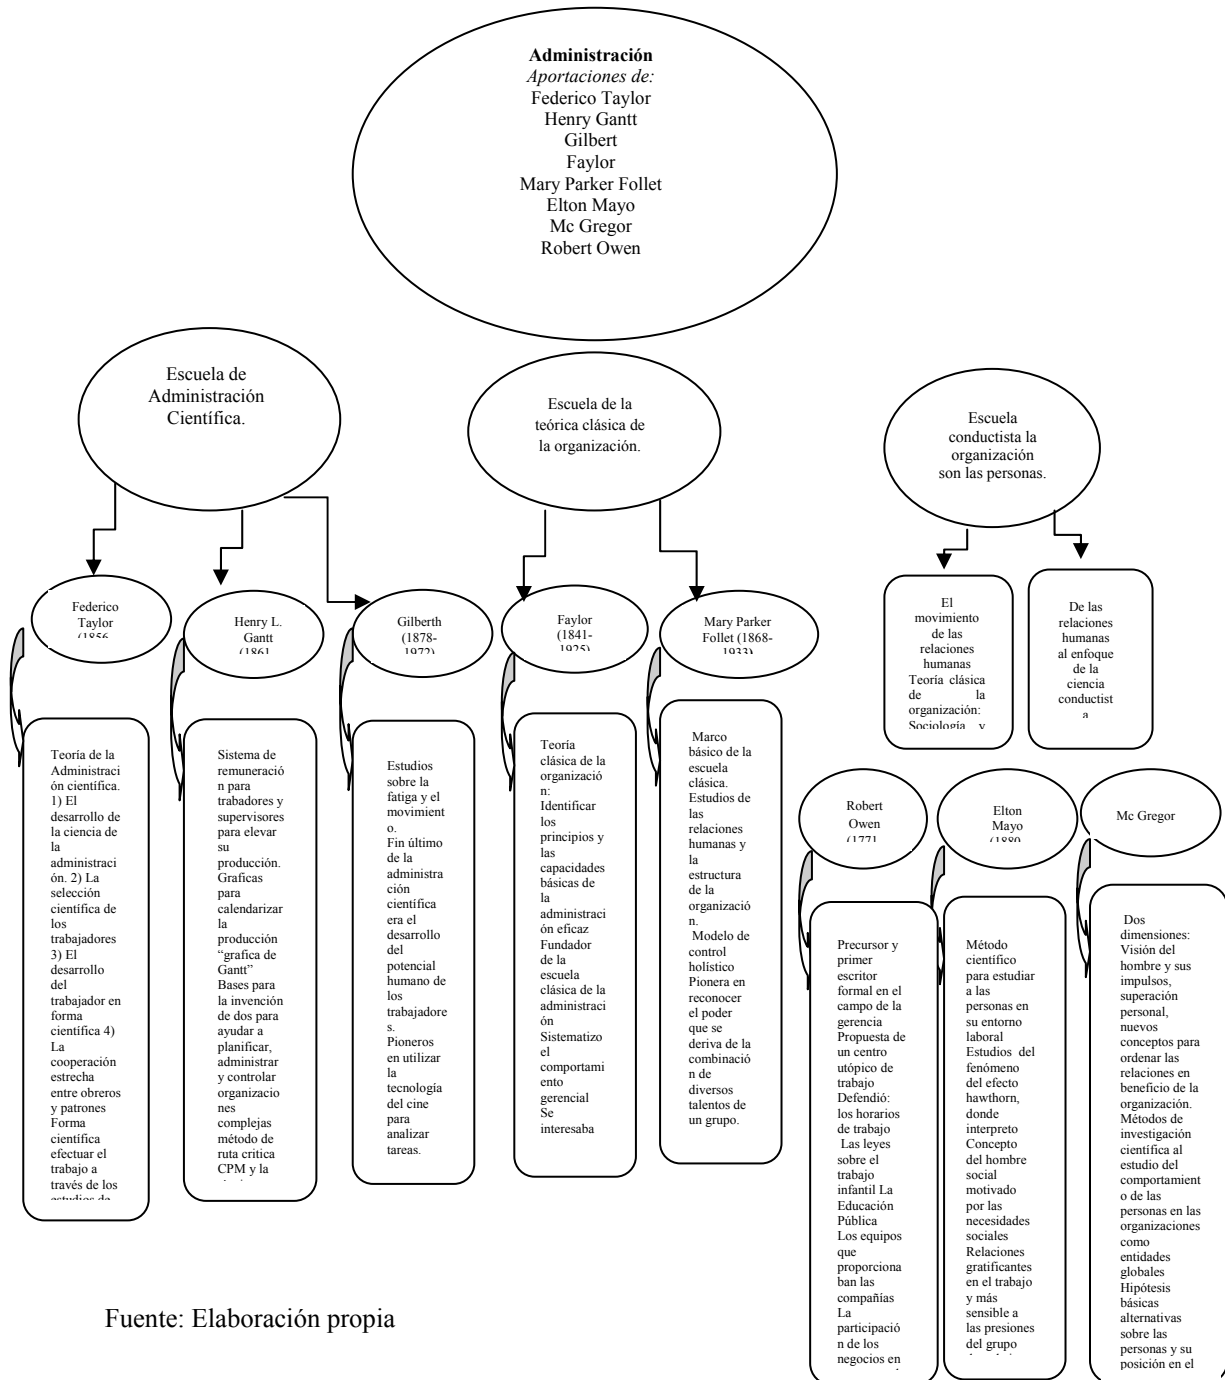 Administración
Aportaciones de:
Federico Taylor
Henry Gantt
Gilbert
Faylor
Mary Parker Follet
Elton Mayo
Mc Gregor
Robert Owen
Escuela de
Administración
Científica.
Escuela de la
teórica clásica de
la organización.
Escuela
conductista la
organización
son las personas.
Federico
Taylor
(1856
Henry L.
Gantt
(1861
Gilberth
(1878-
1972)
Faylor
(1841-
1925)
Mary Parker
Follet (1868-
1933)
El
movimiento
de las
relaciones
humanas
Teoría clásica
de la
organización:
Sociología y
De las
relaciones
humanas
al enfoque
de la
ciencia
conductist
a
Teoría de la
Administraci
ón científica.
1) El
desarrollo de
la ciencia de
la
administraci
ón. 2) La
selección
científica de
los
trabajadores
3) El
desarrollo
del
trabajador en
forma
científica 4)
La
cooperación
estrecha
entre obreros
y patrones
Forma
científica
efectuar el
trabajo a
través de los
estudios de
Sistema de
remuneració
n para
trabadores y
supervisores
para elevar
su
producción.
Graficas
para
calendarizar
la
producción
“grafica de
Gantt”
Bases para
la invención
de dos para
ayudar a
planificar,
administrar
y controlar
organizacio
nes
complejas
método de
ruta critica
CPM y la
Estudios
sobre la
fatiga y el
movimient
o.
Fin último
de la
administra
ción
científica
era el
desarrollo
del
potencial
humano de
los
trabajadore
s.
Pioneros
en utilizar
la
tecnología
del cine
para
analizar
tareas.
Teoría
clásica de la
organizació
n:
Identificar
los
principios y
las
capacidades
básicas de
la
administraci
ón eficaz
Fundador
de la
escuela
clásica de la
administraci
ón
Sistematizo
el
comportami
ento
gerencial
Se
interesaba
Marco
básico de la
escuela
clásica.
Estudios de
las
relaciones
humanas y
la
estructura
de la
organizació
n.
Modelo de
control
holístico
Pionera en
reconocer
el poder
que se
deriva de la
combinació
n de
diversos
talentos de
un grupo.
Robert
Owen
(1771
Elton
Mayo
(1880
Mc Gregor
Precursor y
primer
escritor
formal en el
campo de la
gerencia
Propuesta de
un centro
utópico de
trabajo
Defendió:
los horarios
de trabajo
Las leyes
sobre el
trabajo
infantil La
Educación
Pública
Los equipos
que
proporciona
ban las
compañías
La
participació
n de los
negocios en
Método
científico
para estudiar
a las
personas en
su entorno
laboral
Estudios del
fenómeno
del efecto
hawthorn,
donde
interpreto
Concepto
del hombre
social
motivado
por las
necesidades
sociales
Relaciones
gratificantes
en el trabajo
y más
sensible a
las presiones
del grupo
Dos
dimensiones:
Visión del
hombre y sus
impulsos,
superación
personal,
nuevos
conceptos para
ordenar las
relaciones en
beneficio de la
organización.
Métodos de
investigación
científica al
estudio del
comportamient
o de las
personas en las
organizaciones
como
entidades
globales
Hipótesis
básicas
alternativas
sobre las
personas y su
posición en el
Fuente: Elaboración propia